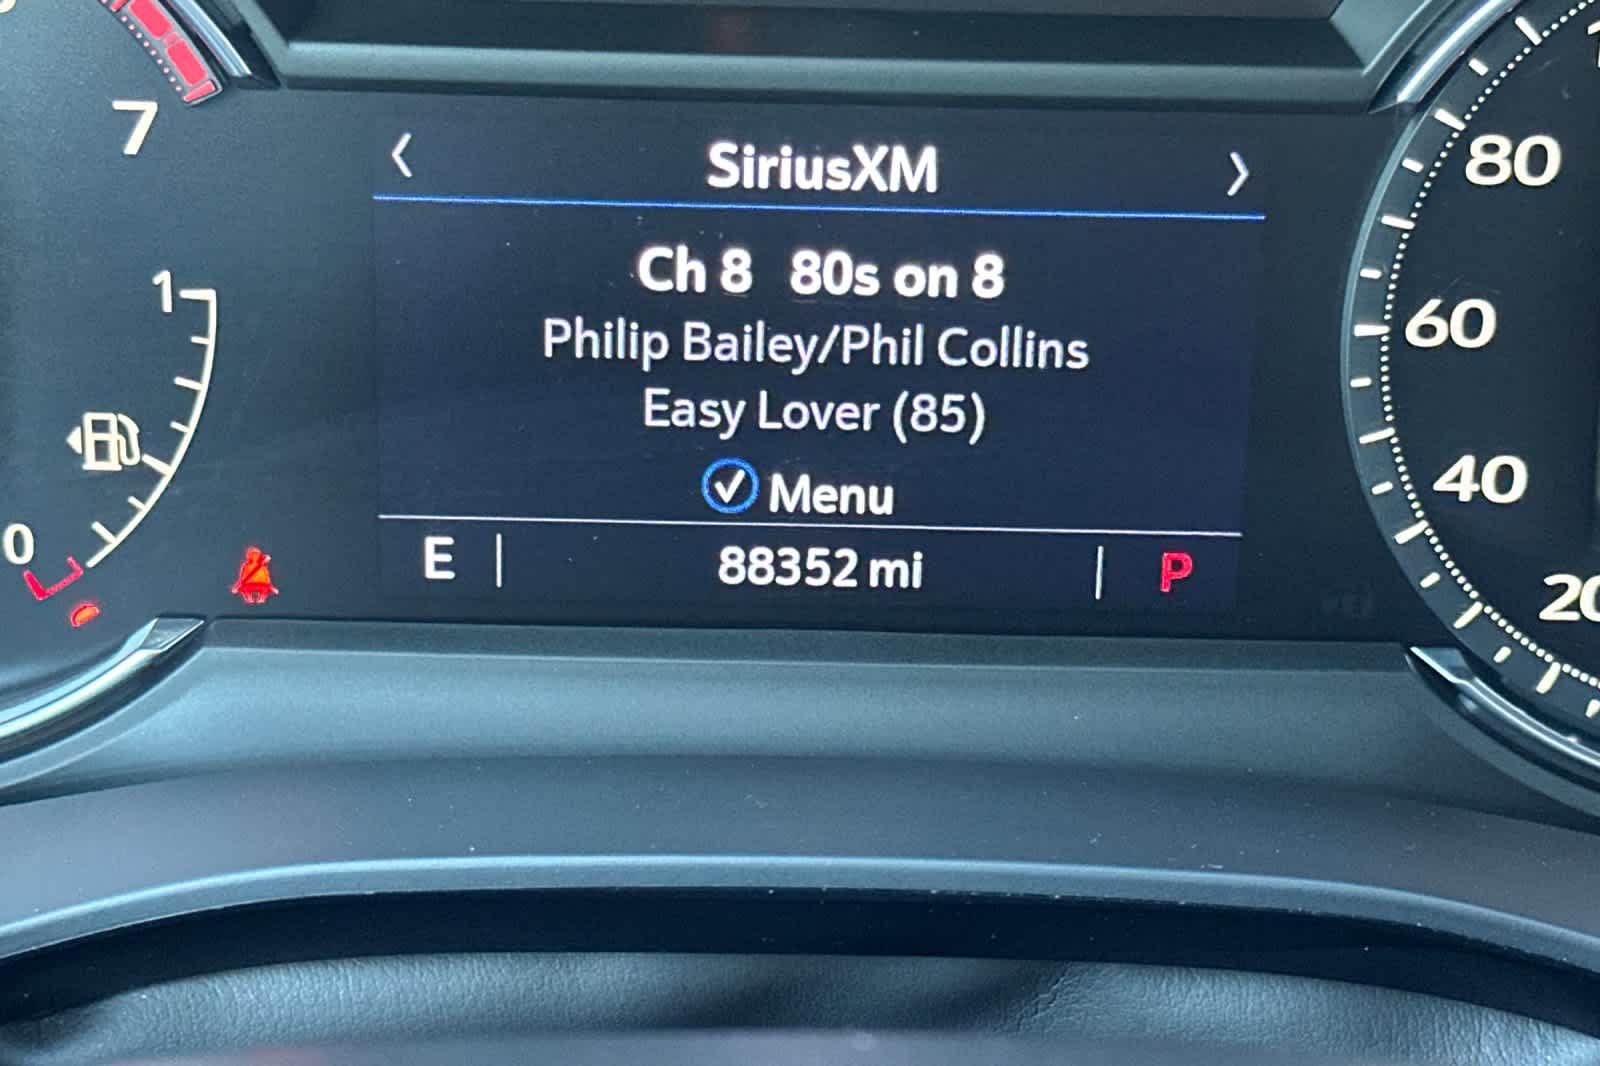 7
SiriusXM
80
Ch 8 80s on 8
1
Philip Bailey/Phil Collins
60
Easy Lover (85)
Menu
40
0
E
88352 mi
P
20